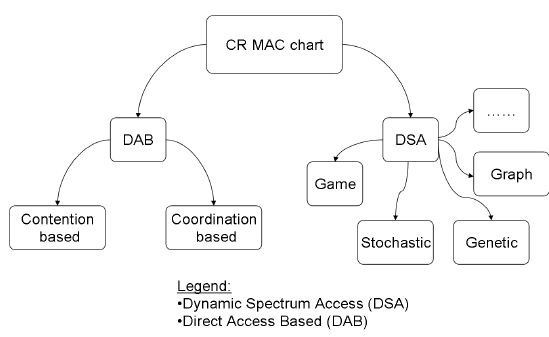 CR MAC chart
DAB
DSA
......
Graph
Game
Contention
based
Coordination
based
Stochastic
Genetic
Legend:
•Dynamic Spectrum Access (DSA)
•Direct Access Based (DAB)